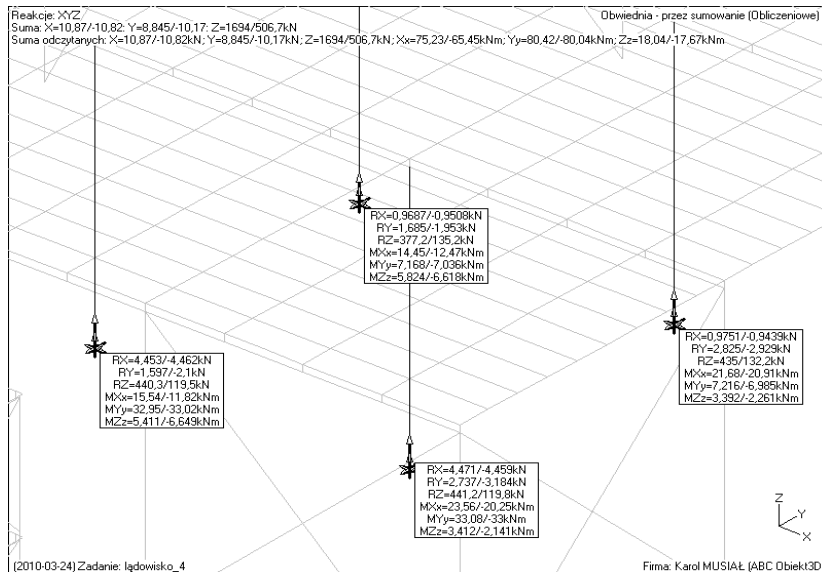 Reakcje: XYZ
Obwiednia - przez sumowanie (Obliczeniowe)
Suma: X=10,87/-10,82; Y=8,845/-10,17; Z=1694/506,7kN
Suma odczytanych: X=10,87/-10,82kN; Y=8,845/-10,17kN; Z=1694/506,7kN; Xx=75,23/-65,45kNm; Yy=80,42/-80,04kNm; Zz=18,04/-17,67kNm
RX=0,9687/-0,9508kN
RY=1,685/-1,953kN
RZ=377,2/135,2kN
MXx=14,45/-12,47kNm
MYy=7,168/-7,036kNm
MZz=5,824/-6,618kNm
RX=0,9751/-0,9439kN
RY=2,825/-2,929kN
RZ=435/132,2kN
MXx=21,68/-20,91kNm
MYy=7,216/-6,985kNm
MZz=3,392/-2,261kNm
RX=4,453/-4,462kN
RY=1,597/-2,1kN
RZ=440,3/119,5kN
MXx=15,54/-11,82kNm
MYy=32,95/-33,02kNm
MZz=5,411/-6,649kNm
RX=4,471/-4,459kN
RY=2,737/-3,184kN
RZ=441,2/119,8kN
MXx=23,56/-20,25kNm
MYy=33,08/-33kNm
MZz=3,412/-2,141kNm
Z
Y
X
(2010-03-24) Zadanie: lądowisko_4
Firma: Karol MUSIAŁ (ABC Obiekt3D